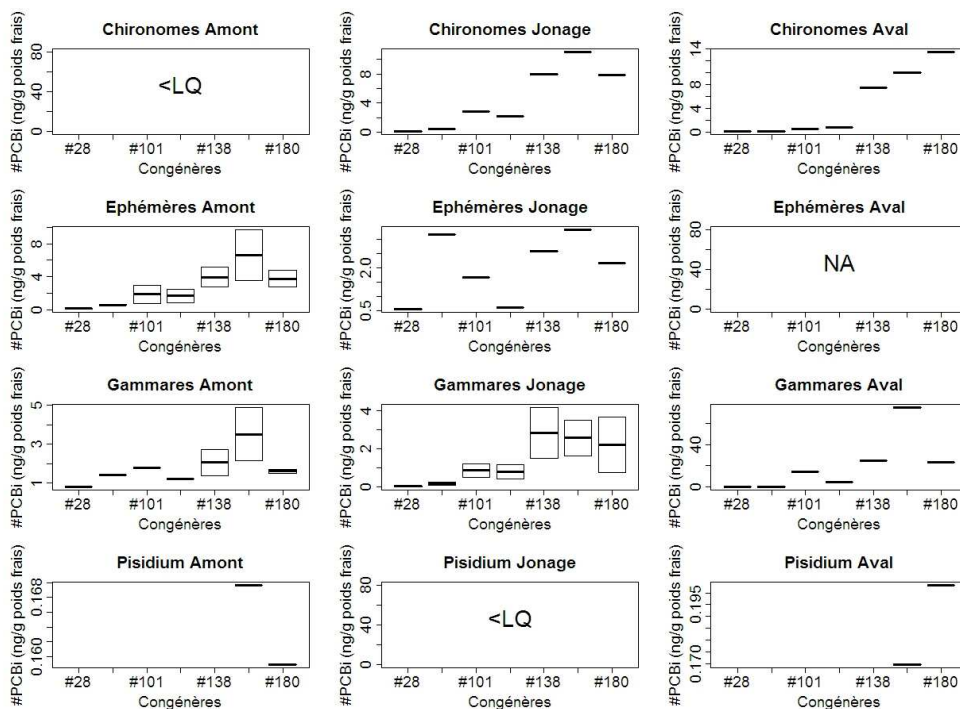 Chironomes Amont
#PCBi (ng/g poids frais)
80
40
0
<LQ
#28 #101 #138 #180
Congénères
Chironomes Jonage
#PCBi (ng/g poids frais)
8
4
0
#28 #101 #138 #180
Congénères
Chironomes Aval
#PCBi (ng/g poids frais)
14
8
4
0
#28 #101 #138 #180
Congénères
Ephémères Amont
#PCBi (ng/g poids frais)
8
4
0
#28 #101 #138 #180
Congénères
Ephémères Jonage
#PCBi (ng/g poids frais)
2.0
0.5
#28 #101 #138 #180
Congénères
Ephémères Aval
#PCBi (ng/g poids frais)
80
40
0
NA
#28 #101 #138 #180
Congénères
Gammares Amont
#PCBi (ng/g poids frais)
5
3
1
#28 #101 #138 #180
Congénères
Gammares Jonage
#PCBi (ng/g poids frais)
4
2
0
#28 #101 #138 #180
Congénères
Gammares Aval
#PCBi (ng/g poids frais)
40
0
#28 #101 #138 #180
Congénères
Pisidium Amont
#PCBi (ng/g poids frais)
0.168
0.160
#28 #101 #138 #180
Congénères
Pisidium Jonage
#PCBi (ng/g poids frais)
80
40
0
<LQ
#28 #101 #138 #180
Congénères
Pisidium Aval
#PCBi (ng/g poids frais)
0.195
0.170
#28 #101 #138 #180
Congénères